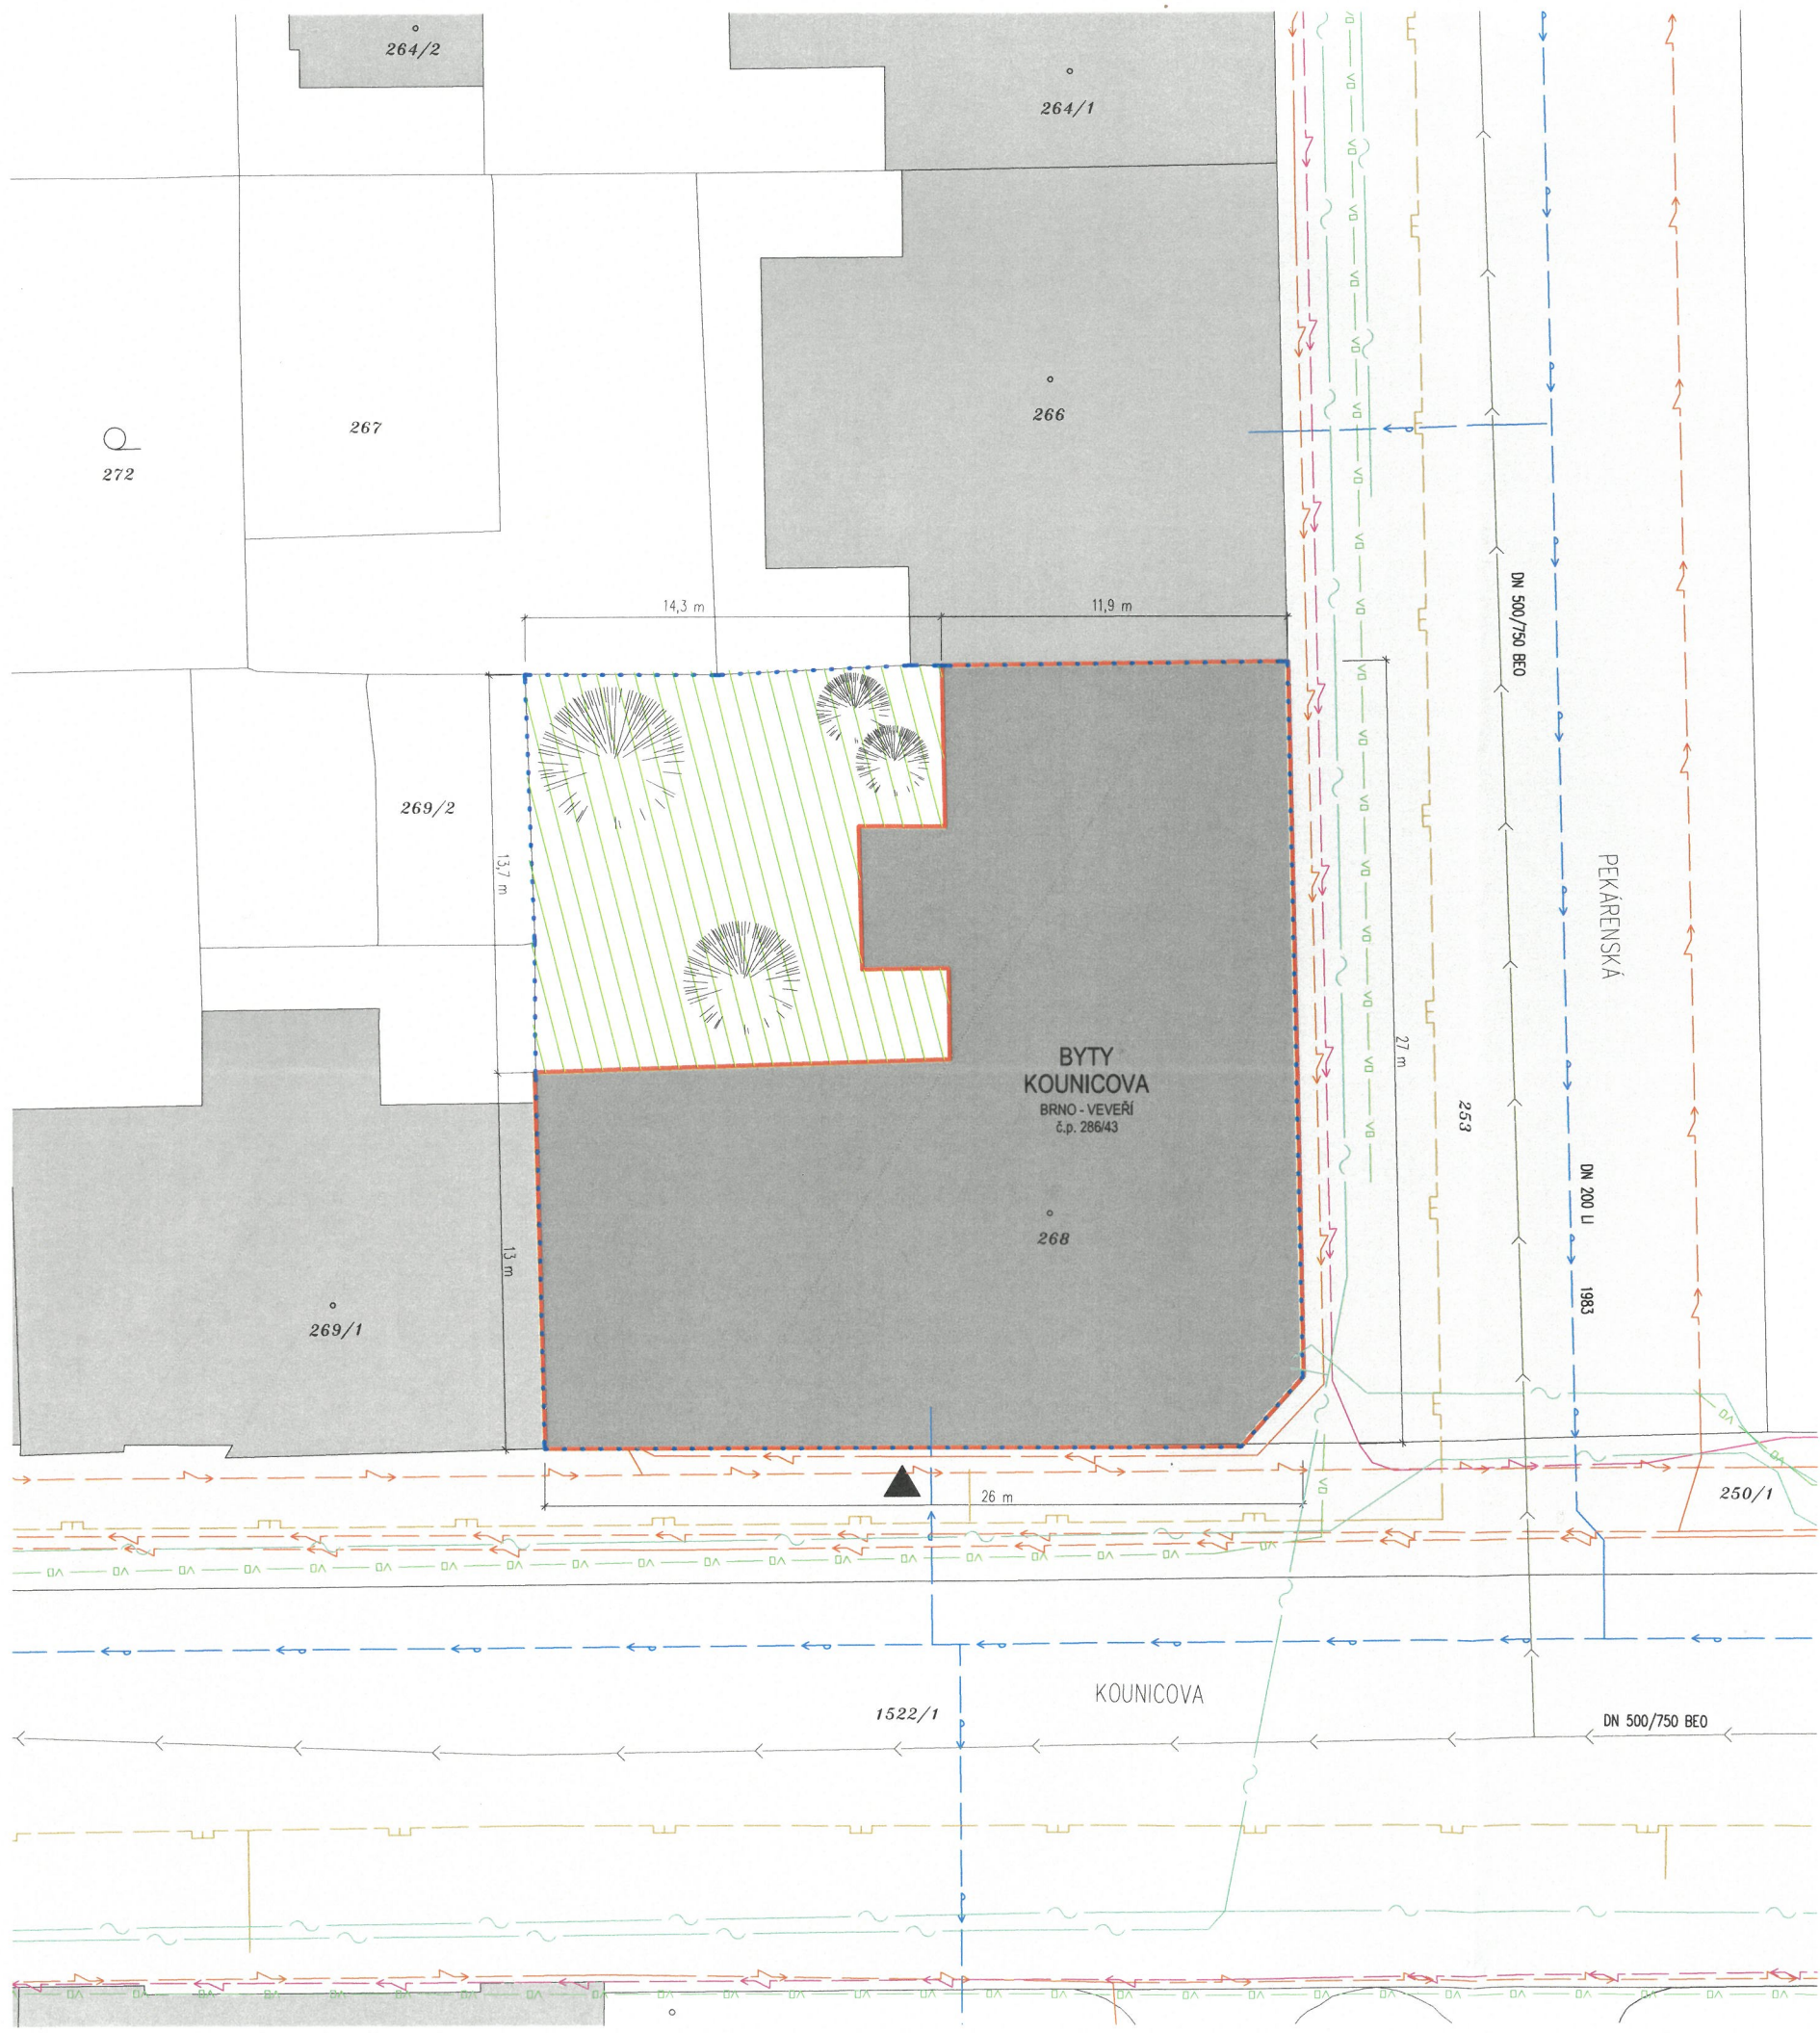 264/2
264/1
267
272
266
14,3 m
11,9 m
DN 500/750 BEO
269/2
13,7 m
PEKÁRENSKÁ
27 m
BYTY
KOUNICOVA
BRNO - VEVEŘÍ
č.p. 286/43
253
DN 200 LI
1983
268
13 m
269/1
26 m
250/1
KOUNICOVA
1522/1
DN 500/750 BEO